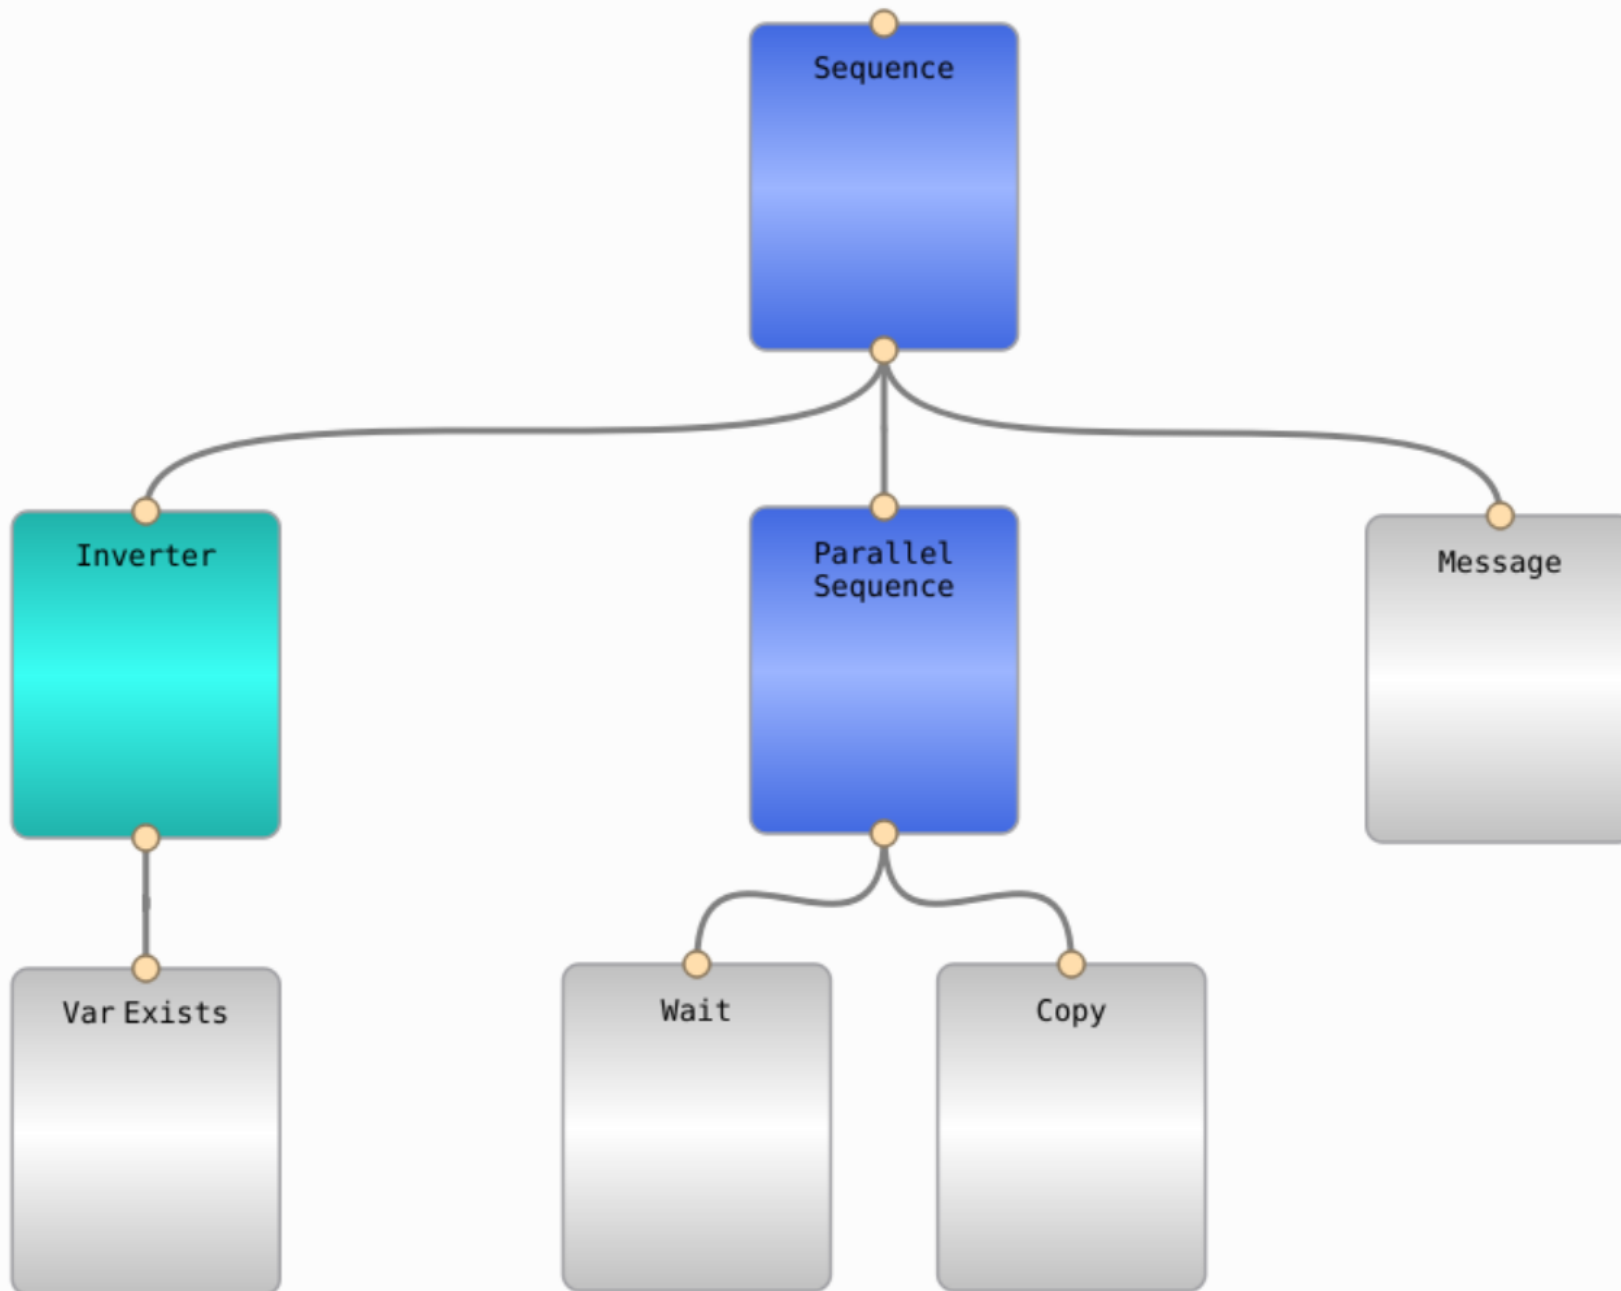 Sequence
Inverter
Parallel
Sequence
Message
Var Exists
Wait
Copy